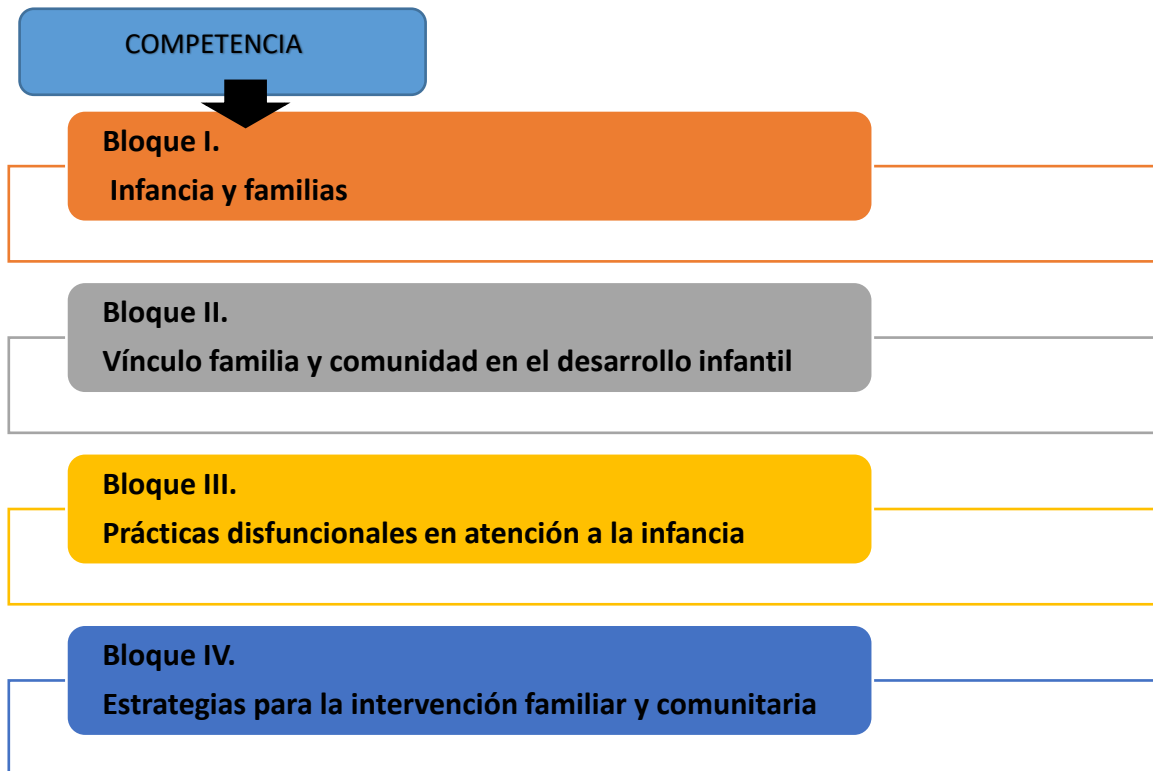 COMPETENCIA
Bloque I.
Infancia y familias
Bloque II.
Vínculo familia y comunidad en el desarrollo infantil
Bloque III.
Prácticas disfuncionales en atención a la infancia
Bloque IV.
Estrategias para la intervención familiar y comunitaria